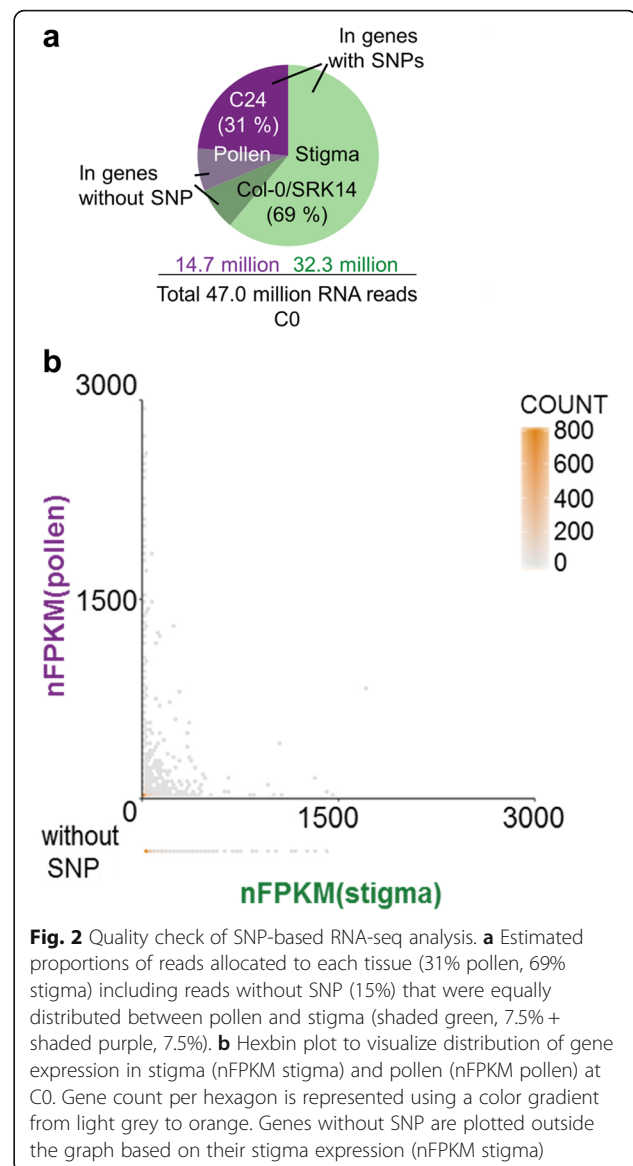 a
In genes
with SNPs
C24
(31 %)
Pollen
Stigma
In genes
without SNP
Col-0/SRK14
(69 %)
14.7 million 32.3 million
Total 47.0 million RNA reads
C0
b
3000
COUNT
800
600
400
200
0
nFPKM(pollen)
1500
0
1500
3000
without
SNP
nFPKM(stigma)
Fig. 2 Quality check of SNP-based RNA-seq analysis. a Estimated
proportions of reads allocated to each tissue (31% pollen, 69%
stigma) including reads without SNP (15%) that were equally
distributed between pollen and stigma (shaded green, 7.5% +
shaded purple, 7.5%). b Hexbin plot to visualize distribution of gene
expression in stigma (nFPKM stigma) and pollen (nFPKM pollen) at
C0. Gene count per hexagon is represented using a color gradient
from light grey to orange. Genes without SNP are plotted outside
the graph based on their stigma expression (nFPKM stigma)